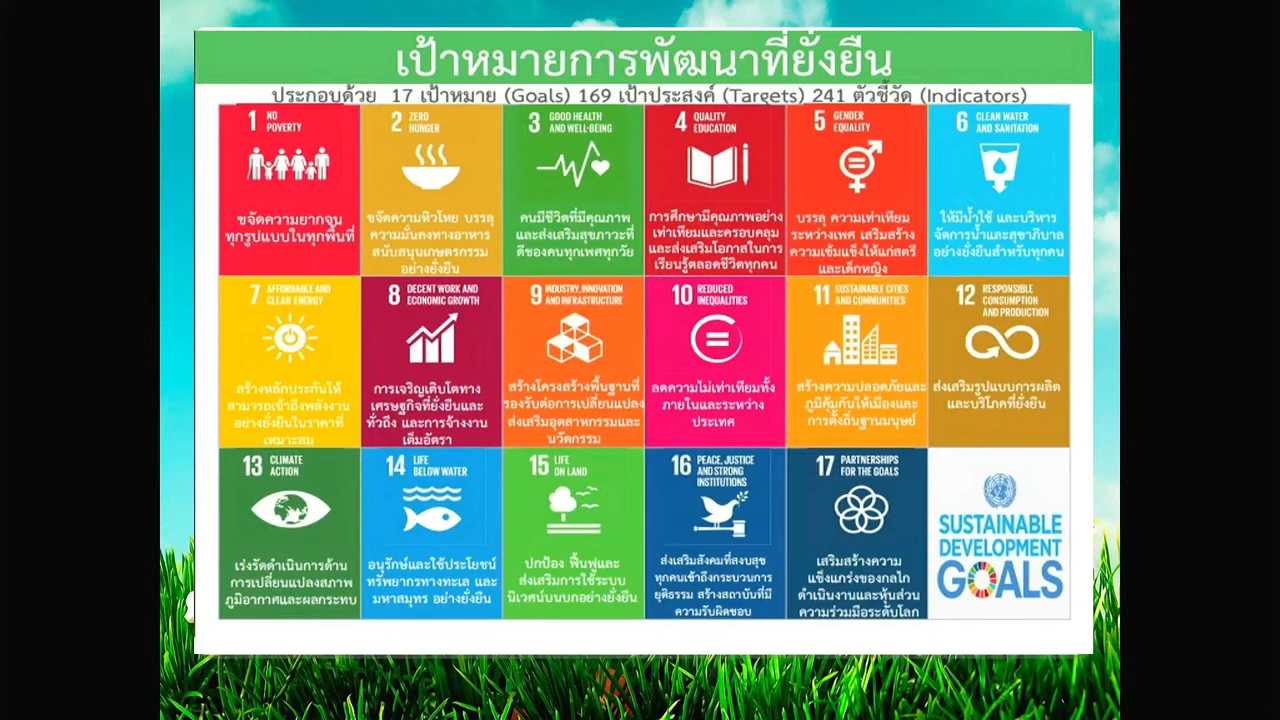 เป้าหมายการพัฒนาที่ยั่งยืน
ประกอบด้วย 17 เป้าหมาย (Goals) 169 เป้าประสงค์ (Targets) 241 ตัวชี้วัด (Indicators)
1 NO
POVERTY
ขจัดความยากจน
ทุกรูปแบบในทุกพื้นที่
2 ZERO
HUNGER
ขจัดความหิวโหย บรรลุ
ความมั่นคงทางอาหาร
สนับสนุนเกษตรกรรม
อย่างยั่งยืน
3 GOOD HEALTH
AND WELL-BEING
คนมีชีวิตที่มีคุณภาพ
และส่งเสริมสุขภาวะที่
ดีของคนทุกเพศทุกวัย
4 QUALITY
EDUCATION
การศึกษามีคุณภาพอย่าง
เท่าเทียมและครอบคลุม
และส่งเสริมโอกาสในการ
เรียนรู้ตลอดชีวิตทุกคน
5 GENDER
EQUALITY
บรรลุ ความเท่าเทียม
ระหว่างเพศ เสริมสร้าง
ความเข้มแข็งให้แก่สตรี
และเด็กหญิง
6 CLEAN WATER
AND SANITATION
ให้มีน้ำใช้ และบริหาร
จัดการน้ำและสุขาภิบาล
อย่างยั่งยืนสำหรับทุกคน
7 AFFORDABLE AND
CLEAN ENERGY
สร้างหลักประกันให้
สามารถเข้าถึงพลังงาน
อย่างยั่งยืนในราคาที่
เหมาะสม
8 DECENT WORK AND
ECONOMIC GROWTH
การเจริญเติบโตทาง
เศรษฐกิจที่ยั่งยืนและ
ทั่วถึง และการจ้างงาน
เต็มอัตรา
9 INDUSTRY, INNOVATION
AND INFRASTRUCTURE
สร้างโครงสร้างพื้นฐานที่
รองรับต่อการเปลี่ยนแปลง
ส่งเสริมอุตสาหกรรมและ
นวัตกรรม
10 REDUCED
INEQUALITIES
ลดความไม่เท่าเทียมทั้ง
ภายในและระหว่าง
ประเทศ
11 SUSTAINABLE CITIES
AND COMMUNITIES
สร้างความปลอดภัยและ
ภูมิคุ้มกันให้เมืองและ
การตั้งถิ่นฐานมนุษย์
12 RESPONSIBLE
CONSUMPTION
AND PRODUCTION
ส่งเสริมรูปแบบการผลิต
และบริโภคที่ยั่งยืน
13 CLIMATE
ACTION
เร่งรัดดำเนินการด้าน
การเปลี่ยนแปลงสภาพ
ภูมิอากาศและผลกระทบ
14 LIFE
BELOW WATER
อนุรักษ์และใช้ประโยชน์
ทรัพยากรทางทะเล และ
มหาสมุทร อย่างยั่งยืน
15 LIFE
ON LAND
ปกป้อง ฟื้นฟูและ
ส่งเสริมการใช้ระบบ
นิเวศน์บนบกอย่างยั่งยืน
16 PEACE, JUSTICE
AND STRONG
INSTITUTIONS
ส่งเสริมสังคมที่สงบสุข
ทุกคนเข้าถึงกระบวนการ
ยุติธรรม สร้างสถาบันที่มี
ความรับผิดชอบ
17 PARTNERSHIPS
FOR THE GOALS
เสริมสร้างความ
แข็งแกร่งของกลไก
ดำเนินงานและหุ้นส่วน
ความร่วมมือระดับโลก
SUSTAINABLE
DEVELOPMENT
GOALS